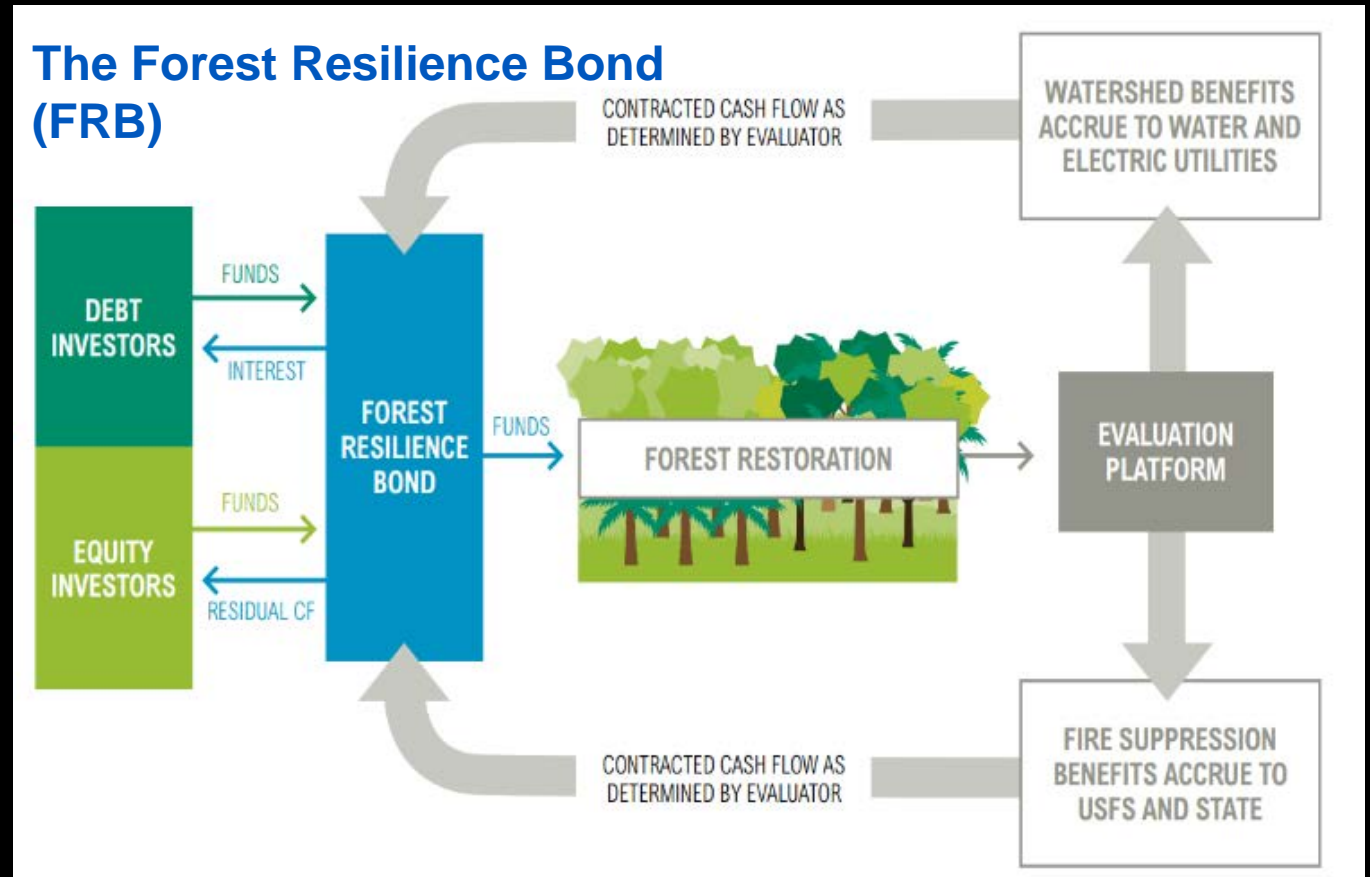 The Forest Resilience Bond
(FRB)
CONTRACTED CASH FLOW AS
DETERMINED BY EVALUATOR
WATERSHED BENEFITS
ACCRUE TO WATER AND
ELECTRIC UTILITIES
DEBT
INVESTORS
FUNDS
INTEREST
EQUITY
INVESTORS
FUNDS
RESIDUAL CF
FOREST
RESILIENCE
BOND
FUNDS
FOREST RESTORATION
EVALUATION
PLATFORM
CONTRACTED CASH FLOW AS
DETERMINED BY EVALUATOR
FIRE SUPPRESSION
BENEFITS ACCRUE TO
USFS AND STATE